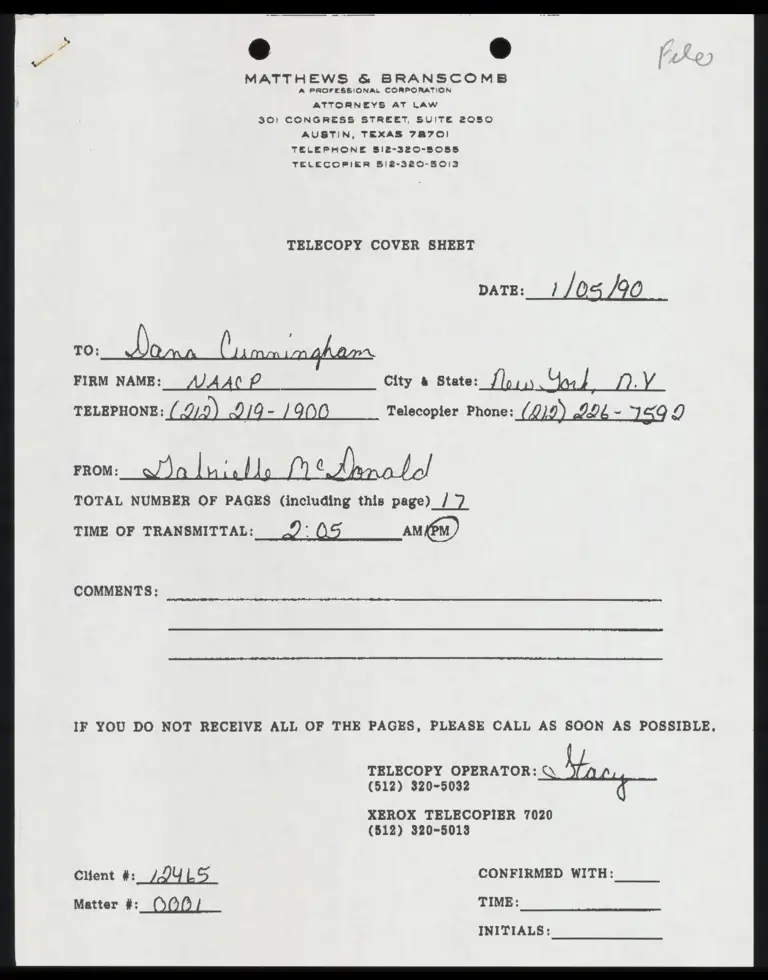 File
MATTHEWS & BRANSCOMB
A PROFESSIONAL CORPORATION
ATTORNEYS AT LAW
301 CONGRESS STREET, SUITE 2050
AUSTIN, TEXAS 78701
TELEPHONE 512-320-5055
TELECOPIER 512-320-5013
TELECOPY COVER SHEET
DATE: 1/05/90
TO: Dana Cunningham
FIRM NAME: NAACP City & State: New York, N.Y
TELEPHONE: (212) 219-1900 Telecopier Phone: (212) 226-7592
FROM: Gabrielle McDonald
TOTAL NUMBER OF PAGES (including this page) 17
TIME OF TRANSMITTAL: 2:05 AM/PM
COMMENTS:
IF YOU DO NOT RECEIVE ALL OF THE PAGES, PLEASE CALL AS SOON AS POSSIBLE.
TELECOPY OPERATOR: Stacy
(512) 320-5032
XEROX TELECOPIER 7020
(512) 320-5013
Client #: 12465 CONFIRMED WITH:
Matter #: 0001 TIME:
INITIALS: